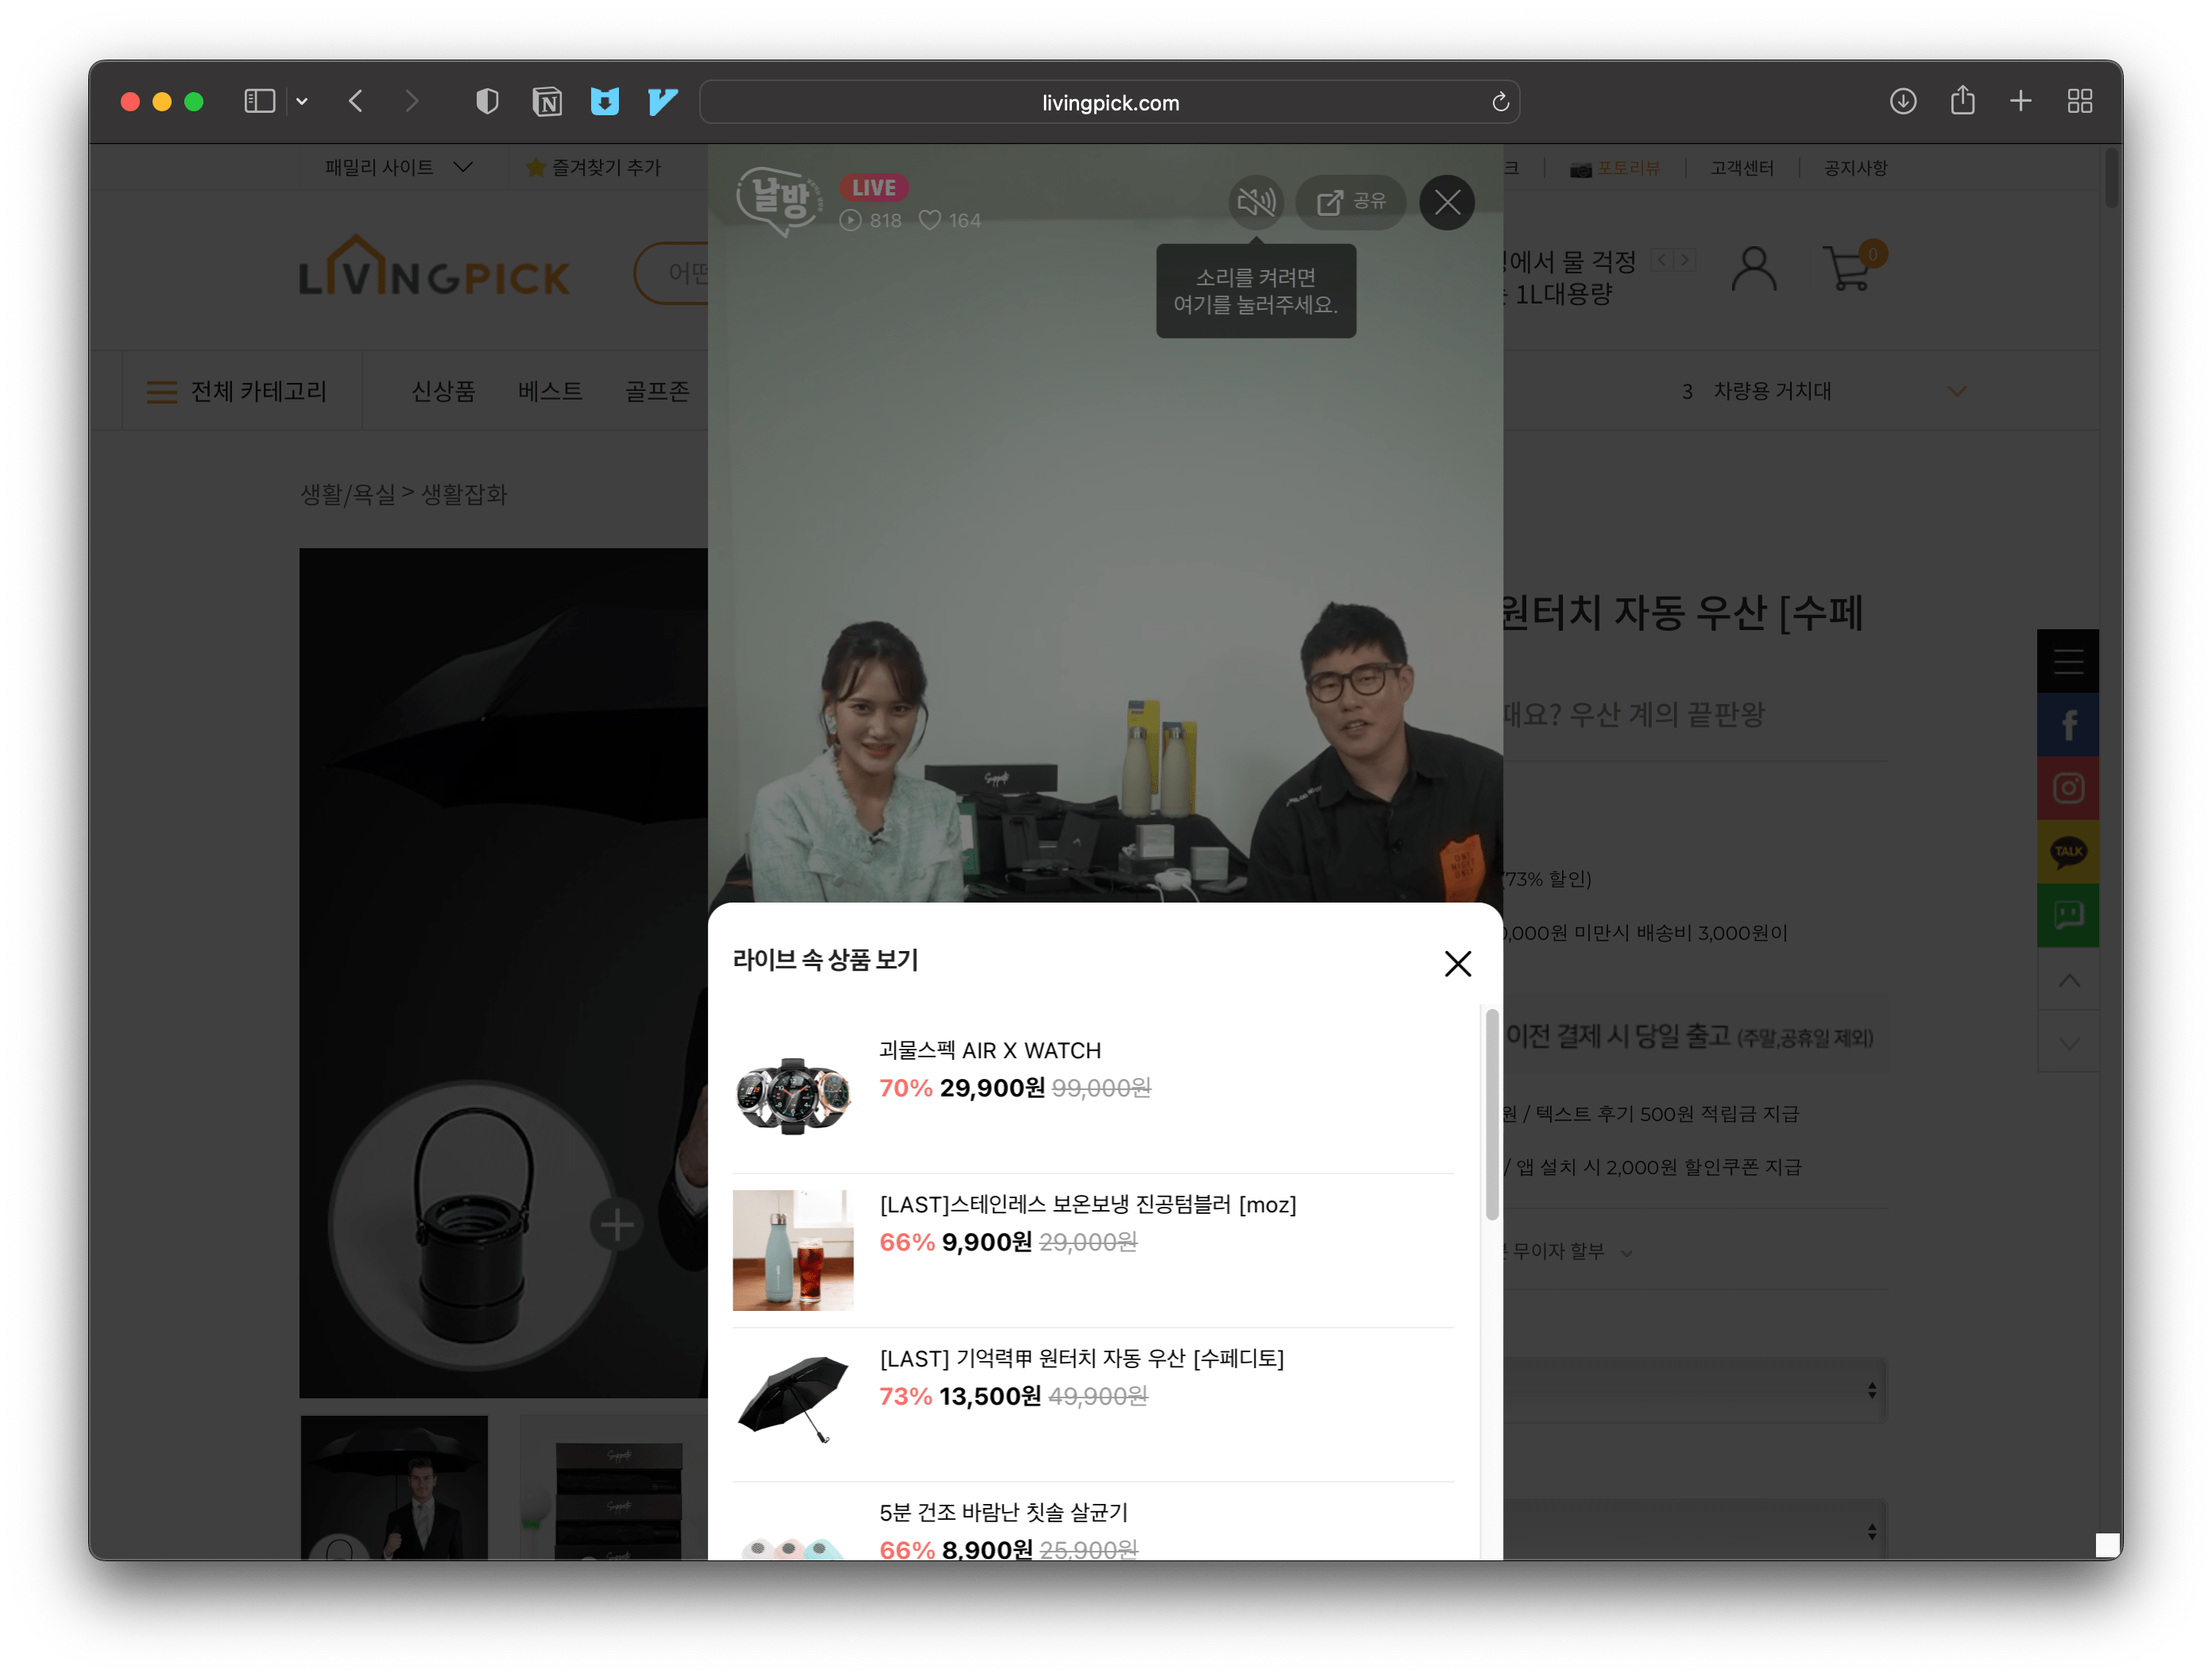 livingpick.com
패밀리 사이트
즐겨찾기 추가
크
포토리뷰
고객센터
공지사항
날방
LIVE
818 164
공유
소리를 켜려면
여기를 눌러주세요.
LIVINGPICK
어떤
에서 물 걱정
1L대용량
0
전체 카테고리
신상품
베스트
골프존
3 차량용 거치대
생활/욕실 > 생활잡화
원터치 자동 우산 [수페
때요? 우산 계의 끝판왕
Suppeto
ONE
NIGHT
ONLY
TALK
(73% 할인)
0,000원 미만시 배송비 3,000원이
이전 결제 시 당일 출고 (주말,공휴일 제외)
원 / 텍스트 후기 500원 적립금 지급
/ 앱 설치 시 2,000원 할인쿠폰 지급
무이자 할부
라이브 속 상품 보기
괴물스펙 AIR X WATCH
70% 29,900원 99,000원
[LAST]스테인레스 보온보냉 진공텀블러 [moz]
66% 9,900원 29,000원
[LAST] 기억력甲 원터치 자동 우산 [수페디토]
73% 13,500원 49,900원
5분 건조 바람난 칫솔 살균기
66% 8,900원 25,900원